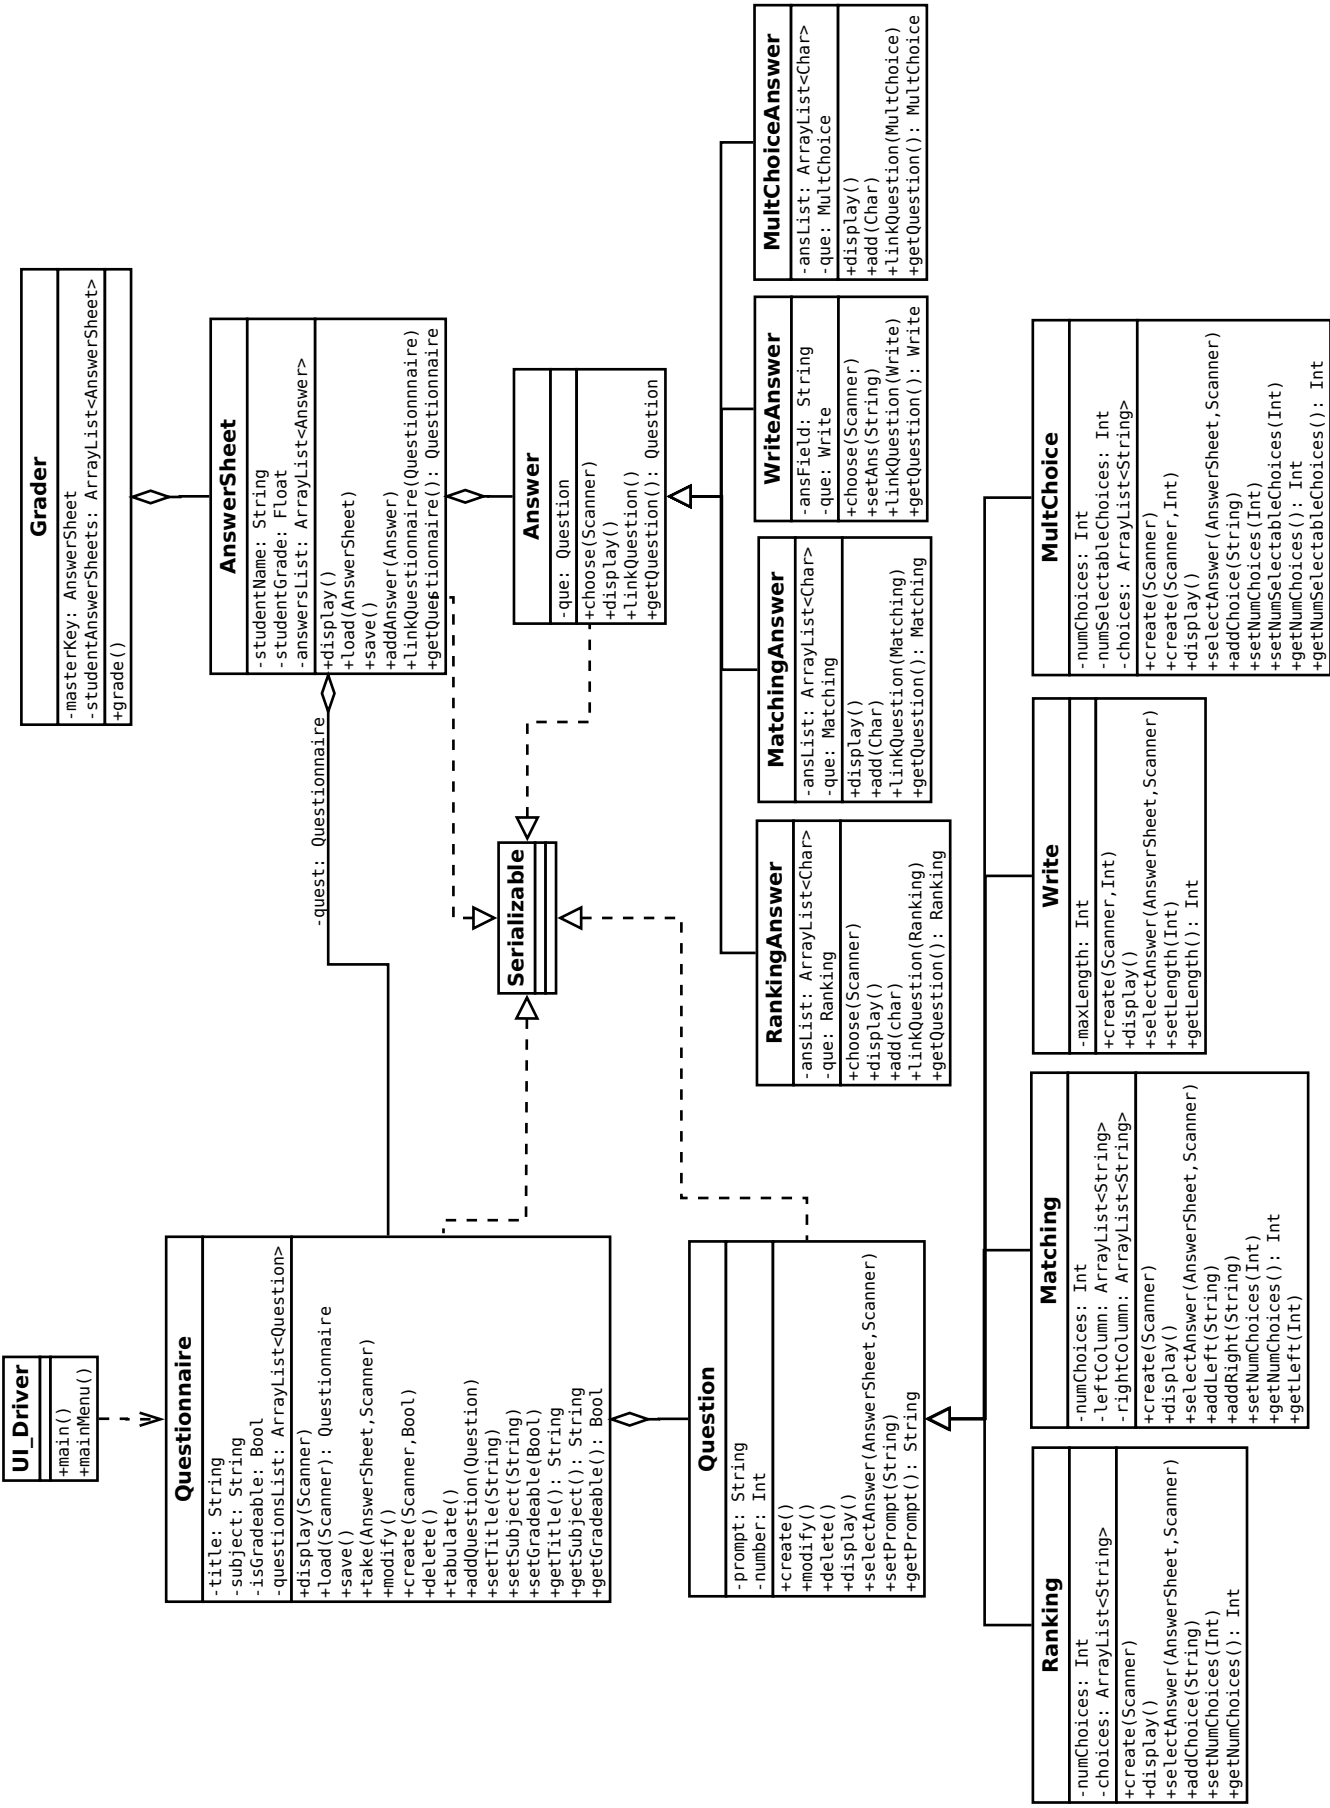 UI_Driver
+main()
+mainMenu()
Questionnaire
-title: String
-subject: String
-isGradeable: Bool
-questionsList: ArrayList<Question>
+display(Scanner)
+load(Scanner): Questionnaire
+save()
+take(AnswerSheet,Scanner)
+modify()
+create(Scanner,Bool)
+delete()
+tabulate()
+addQuestion(Question)
+setTitle(String)
+setSubject(String)
+setGradeable(Bool)
+getTitle(): String
+getSubject(): String
+getGradeable(): Bool
Grader
-masterKey: AnswerSheet
-studentAnswerSheets: ArrayList<AnswerSheet>
+grade()
AnswerSheet
-studentName: String
-studentGrade: Float
-answersList: ArrayList<Answer>
+display()
+load(AnswerSheet)
+save()
+addAnswer(Answer)
+linkQuestionnaire(Questionnaire)
+getQuestionnaire(): Questionnaire
-quest: Questionnaire
Serializable
Answer
-que: Question
+choose(Scanner)
+display()
+linkQuestion()
+getQuestion(): Question
Question
-prompt: String
-number: Int
+create()
+modify()
+delete()
+display()
+selectAnswer(AnswerSheet,Scanner)
+setPrompt(String)
+getPrompt(): String
RankingAnswer
-ansList: ArrayList<Char>
-que: Ranking
+choose(Scanner)
+display()
+add(char)
+linkQuestion(Ranking)
+getQuestion(): Ranking
MatchingAnswer
-ansList: ArrayList<Char>
-que: Matching
+display()
+add(Char)
+linkQuestion(Matching)
+getQuestion(): Matching
WriteAnswer
-ansField: String
-que: Write
+choose(Scanner)
+setAns(String)
+linkQuestion(Write)
+getQuestion(): Write
MultChoiceAnswer
-ansList: ArrayList<Char>
-que: MultChoice
+display()
+add(Char)
+linkQuestion(MultChoice)
+getQuestion(): MultChoice
Ranking
-numChoices: Int
-choices: ArrayList<String>
+create(Scanner)
+display()
+selectAnswer(AnswerSheet,Scanner)
+addChoice(String)
+setNumChoices(Int)
+getNumChoices(): Int
Matching
-numChoices: Int
-leftColumn: ArrayList<String>
-rightColumn: ArrayList<String>
+create(Scanner)
+display()
+selectAnswer(AnswerSheet,Scanner)
+addLeft(String)
+addRight(String)
+setNumChoices(Int)
+getNumChoices(): Int
+getLeft(Int)
Write
-maxLength: Int
+create(Scanner,Int)
+display()
+selectAnswer(AnswerSheet,Scanner)
+setLength(Int)
+getLength(): Int
MultChoice
-numChoices: Int
-numSelectableChoices: Int
-choices: ArrayList<String>
+create(Scanner)
+create(Scanner,Int)
+display()
+selectAnswer(AnswerSheet,Scanner)
+addChoice(String)
+setNumChoices(Int)
+setNumSelectableChoices(Int)
+getNumChoices(): Int
+getNumSelectableChoices(): Int